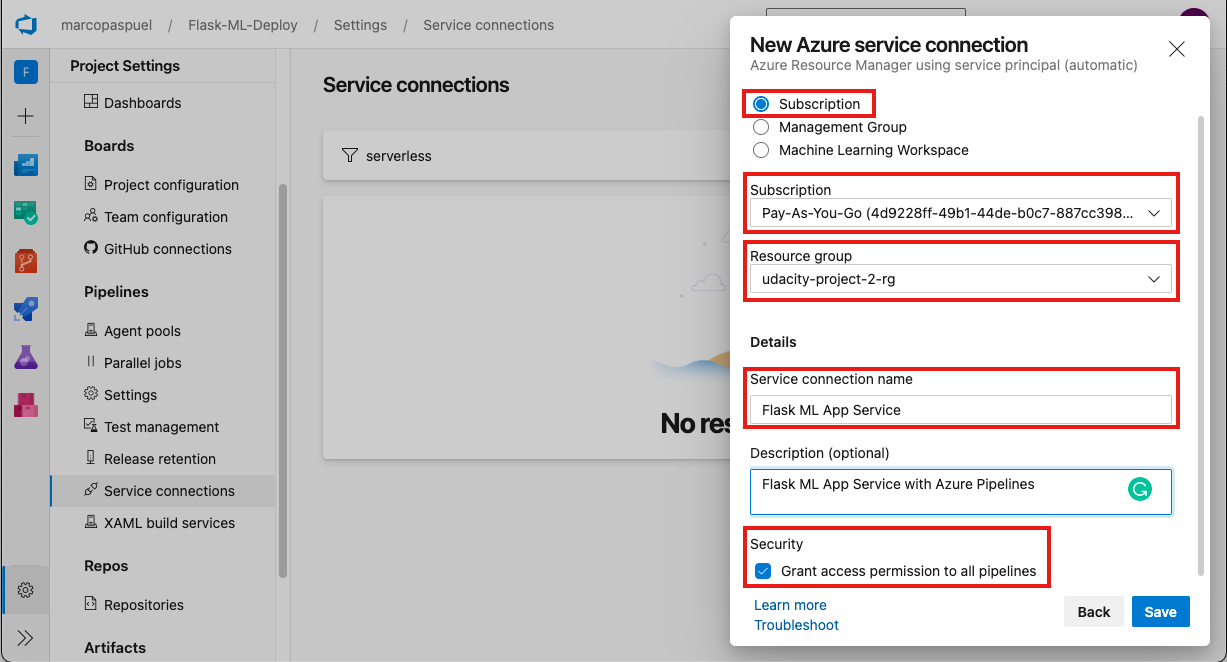 marcopaspuel / Flask-ML-Deploy / Settings / Service connections
F
Project Settings
Dashboards
Boards
Project configuration
Team configuration
GitHub connections
Pipelines
Agent pools
Parallel jobs
Settings
Test management
Release retention
Service connections
XAML build services
Repos
Repositories
Artifacts
Service connections
serverless
No res
New Azure service connection
Azure Resource Manager using service principal (automatic)
Subscription
Management Group
Machine Learning Workspace
Subscription
Pay-As-You-Go (4d9228ff-49b1-44de-b0c7-887cc398...
Resource group
udacity-project-2-rg
Details
Service connection name
Flask ML App Service
Description (optional)
Flask ML App Service with Azure Pipelines
Security
Grant access permission to all pipelines
Learn more
Troubleshoot
Back
Save